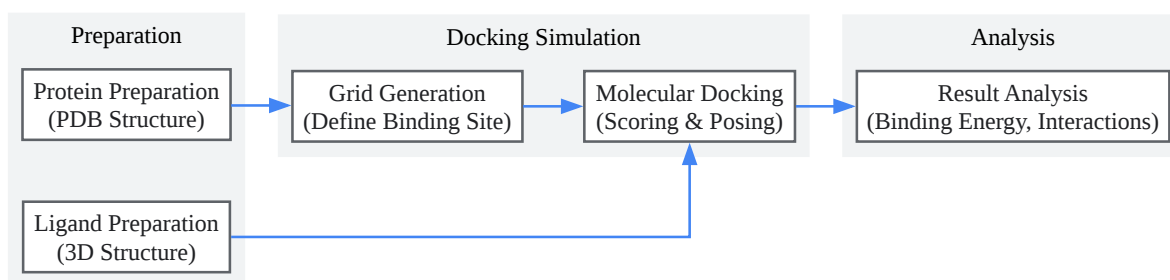 Preparation
Protein Preparation
(PDB Structure)
Ligand Preparation
(3D Structure)
Docking Simulation
Grid Generation
(Define Binding Site)
Molecular Docking
(Scoring & Posing)
Analysis
Result Analysis
(Binding Energy, Interactions)